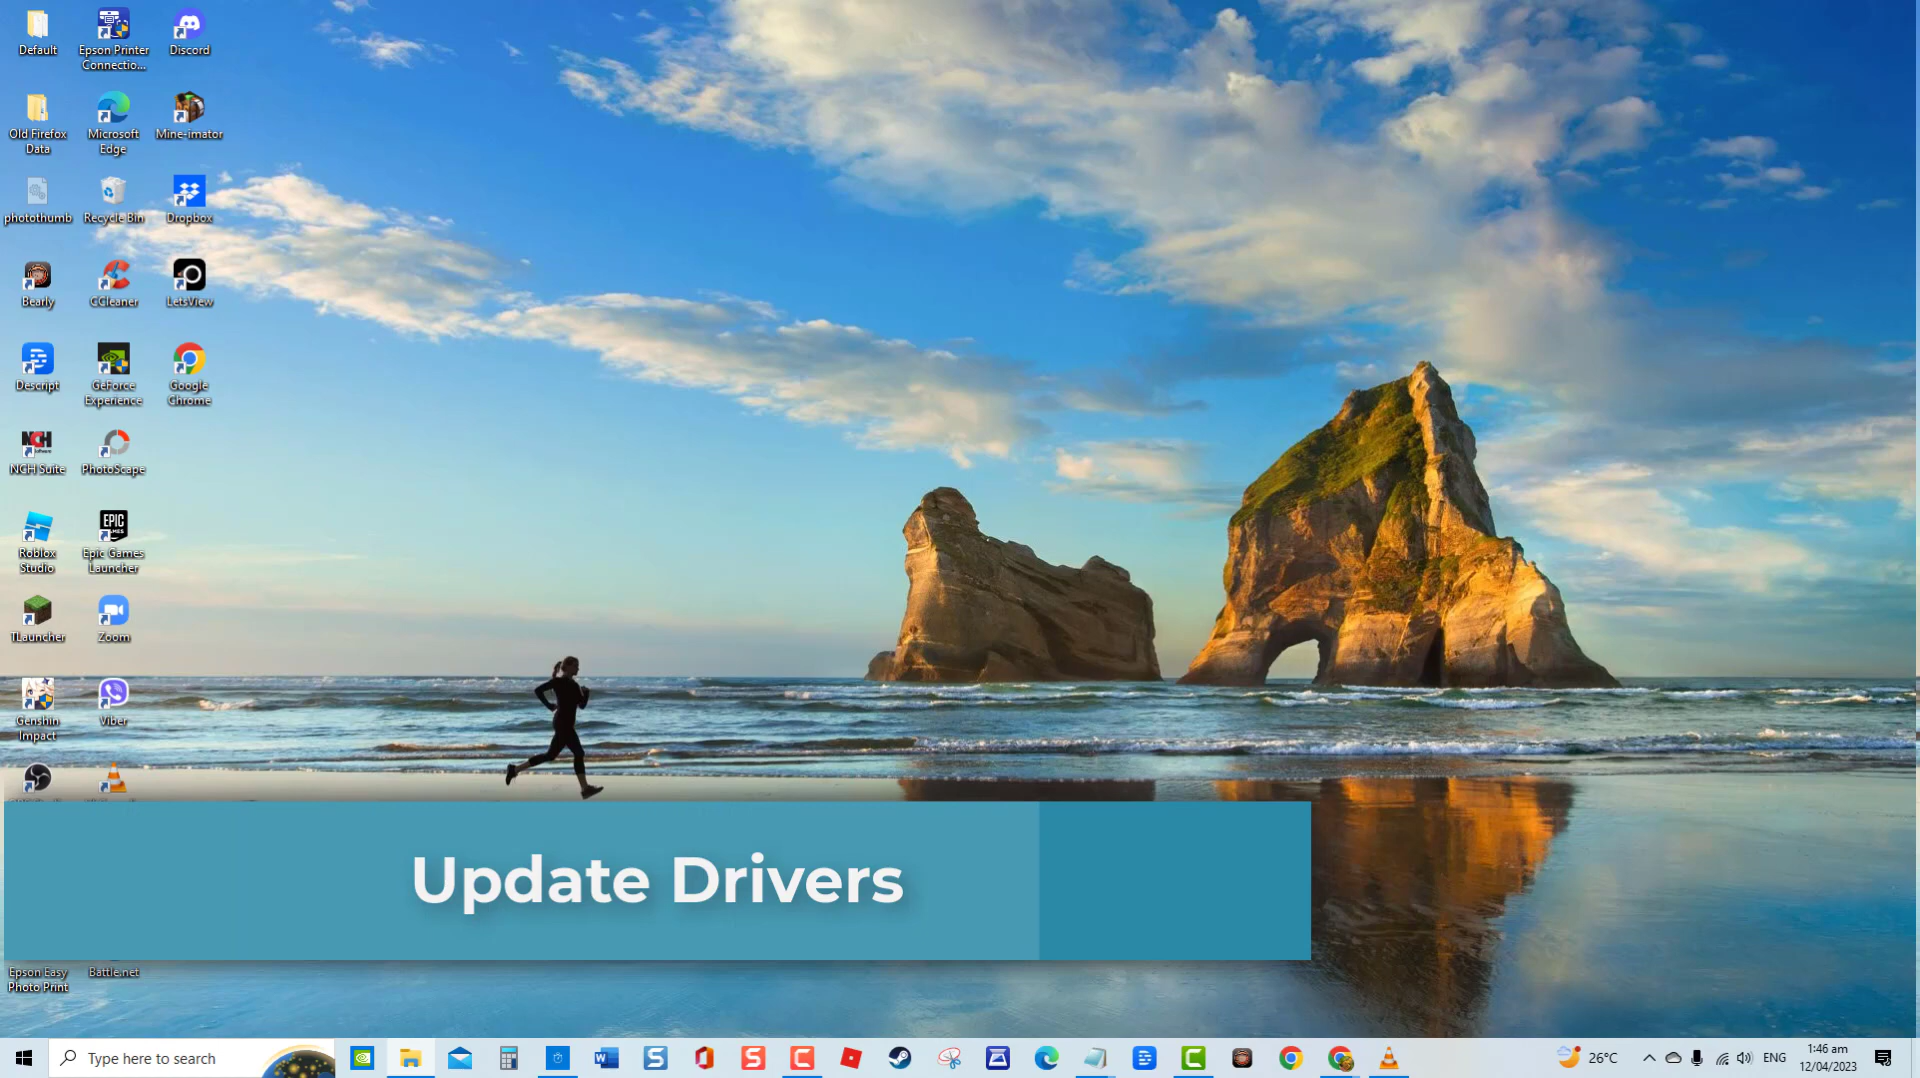 Default
Epson Printer
Connectio...
Discord
Old Firefox
Data
Microsoft
Edge
Mine-imator
photothumb
Recycle Bin
Dropbox
Bearly
CCleaner
LetsView
Descript
GeForce
Experience
Google
Chrome
NCH
NCH Suite
PhotoScape
Roblox
Studio
EPIC
GAMES
Epic Games
Launcher
TLauncher
Zoom
Genshin
Impact
Viber
Update Drivers
Epson Easy
Photo Print
Battle.net
Type here to search
26°C
ENG
1:46 am
12/04/2023